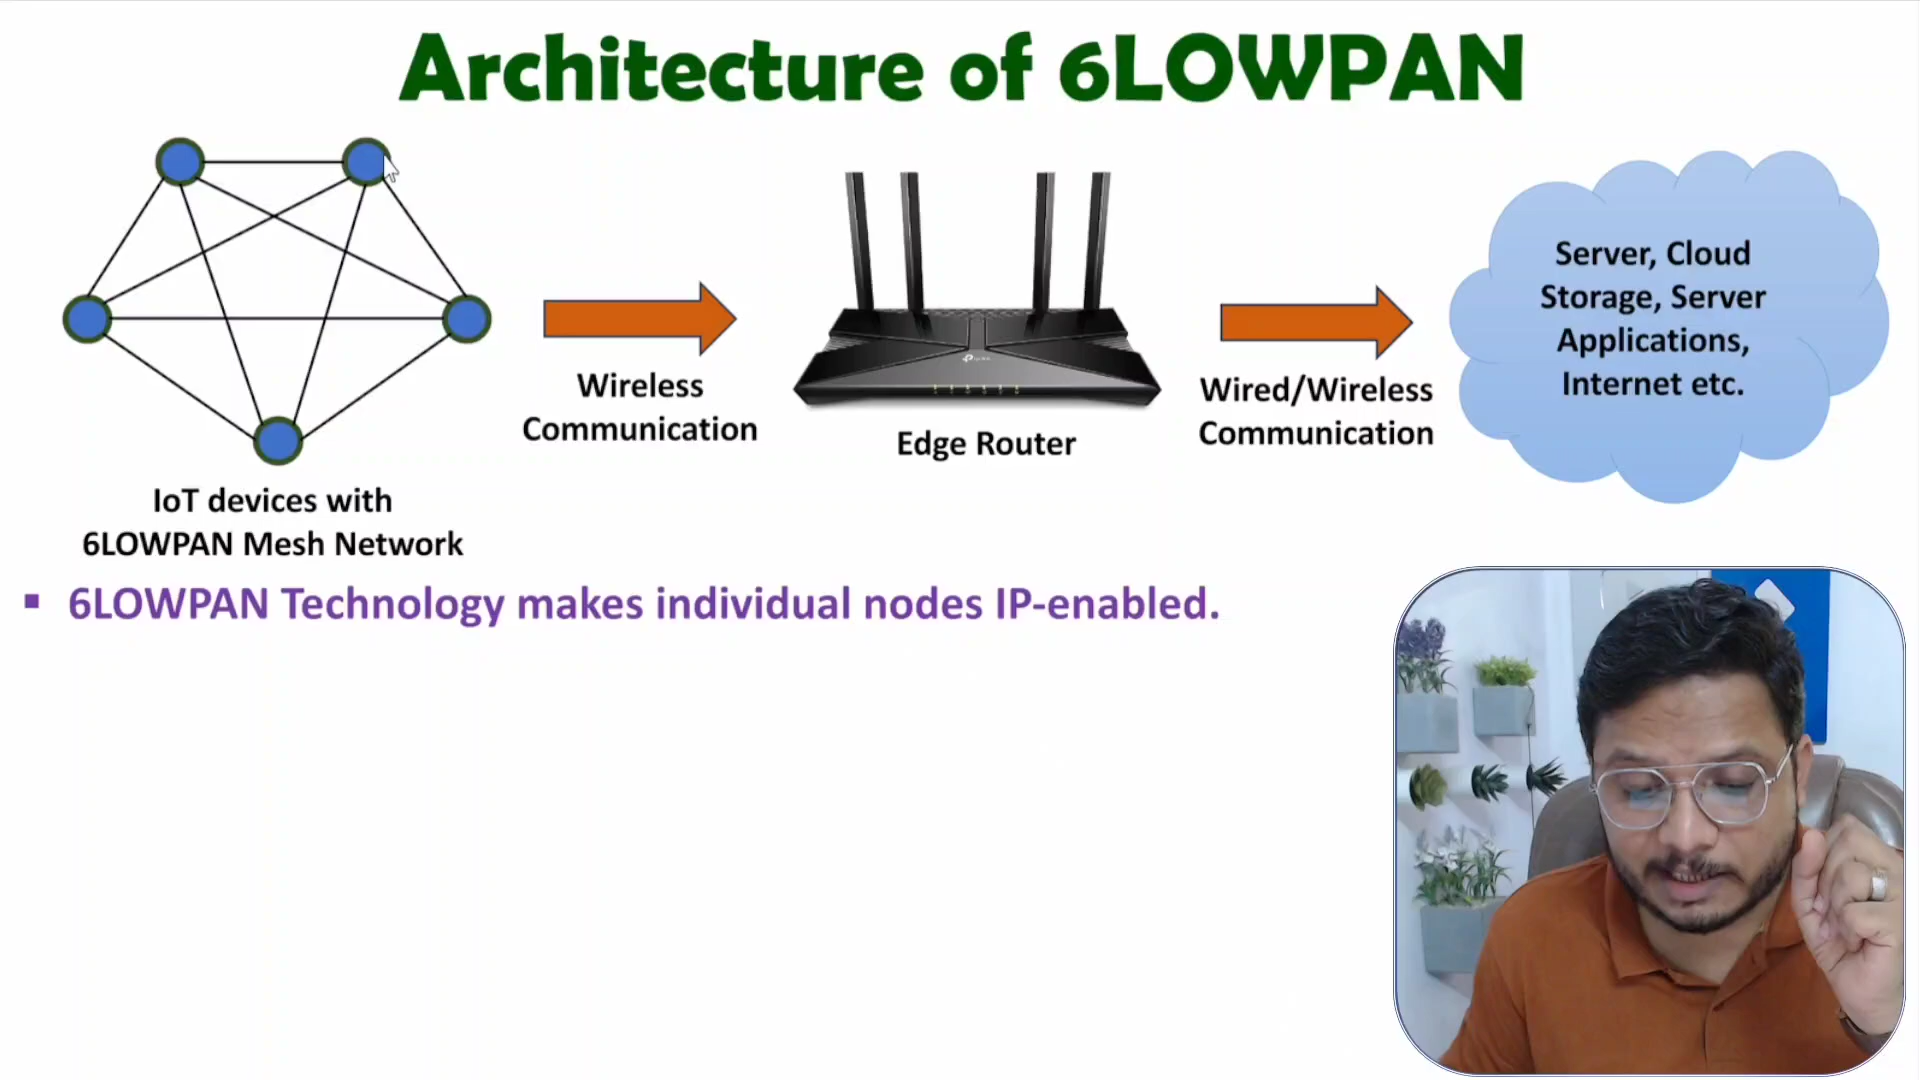 Architecture of 6LOWPAN
Server, Cloud
Storage, Server
Applications,
Internet etc.
Wireless
Communication
Edge Router
Wired/Wireless
Communication
IoT devices with
6LOWPAN Mesh Network
▪ 6LOWPAN Technology makes individual nodes IP-enabled.